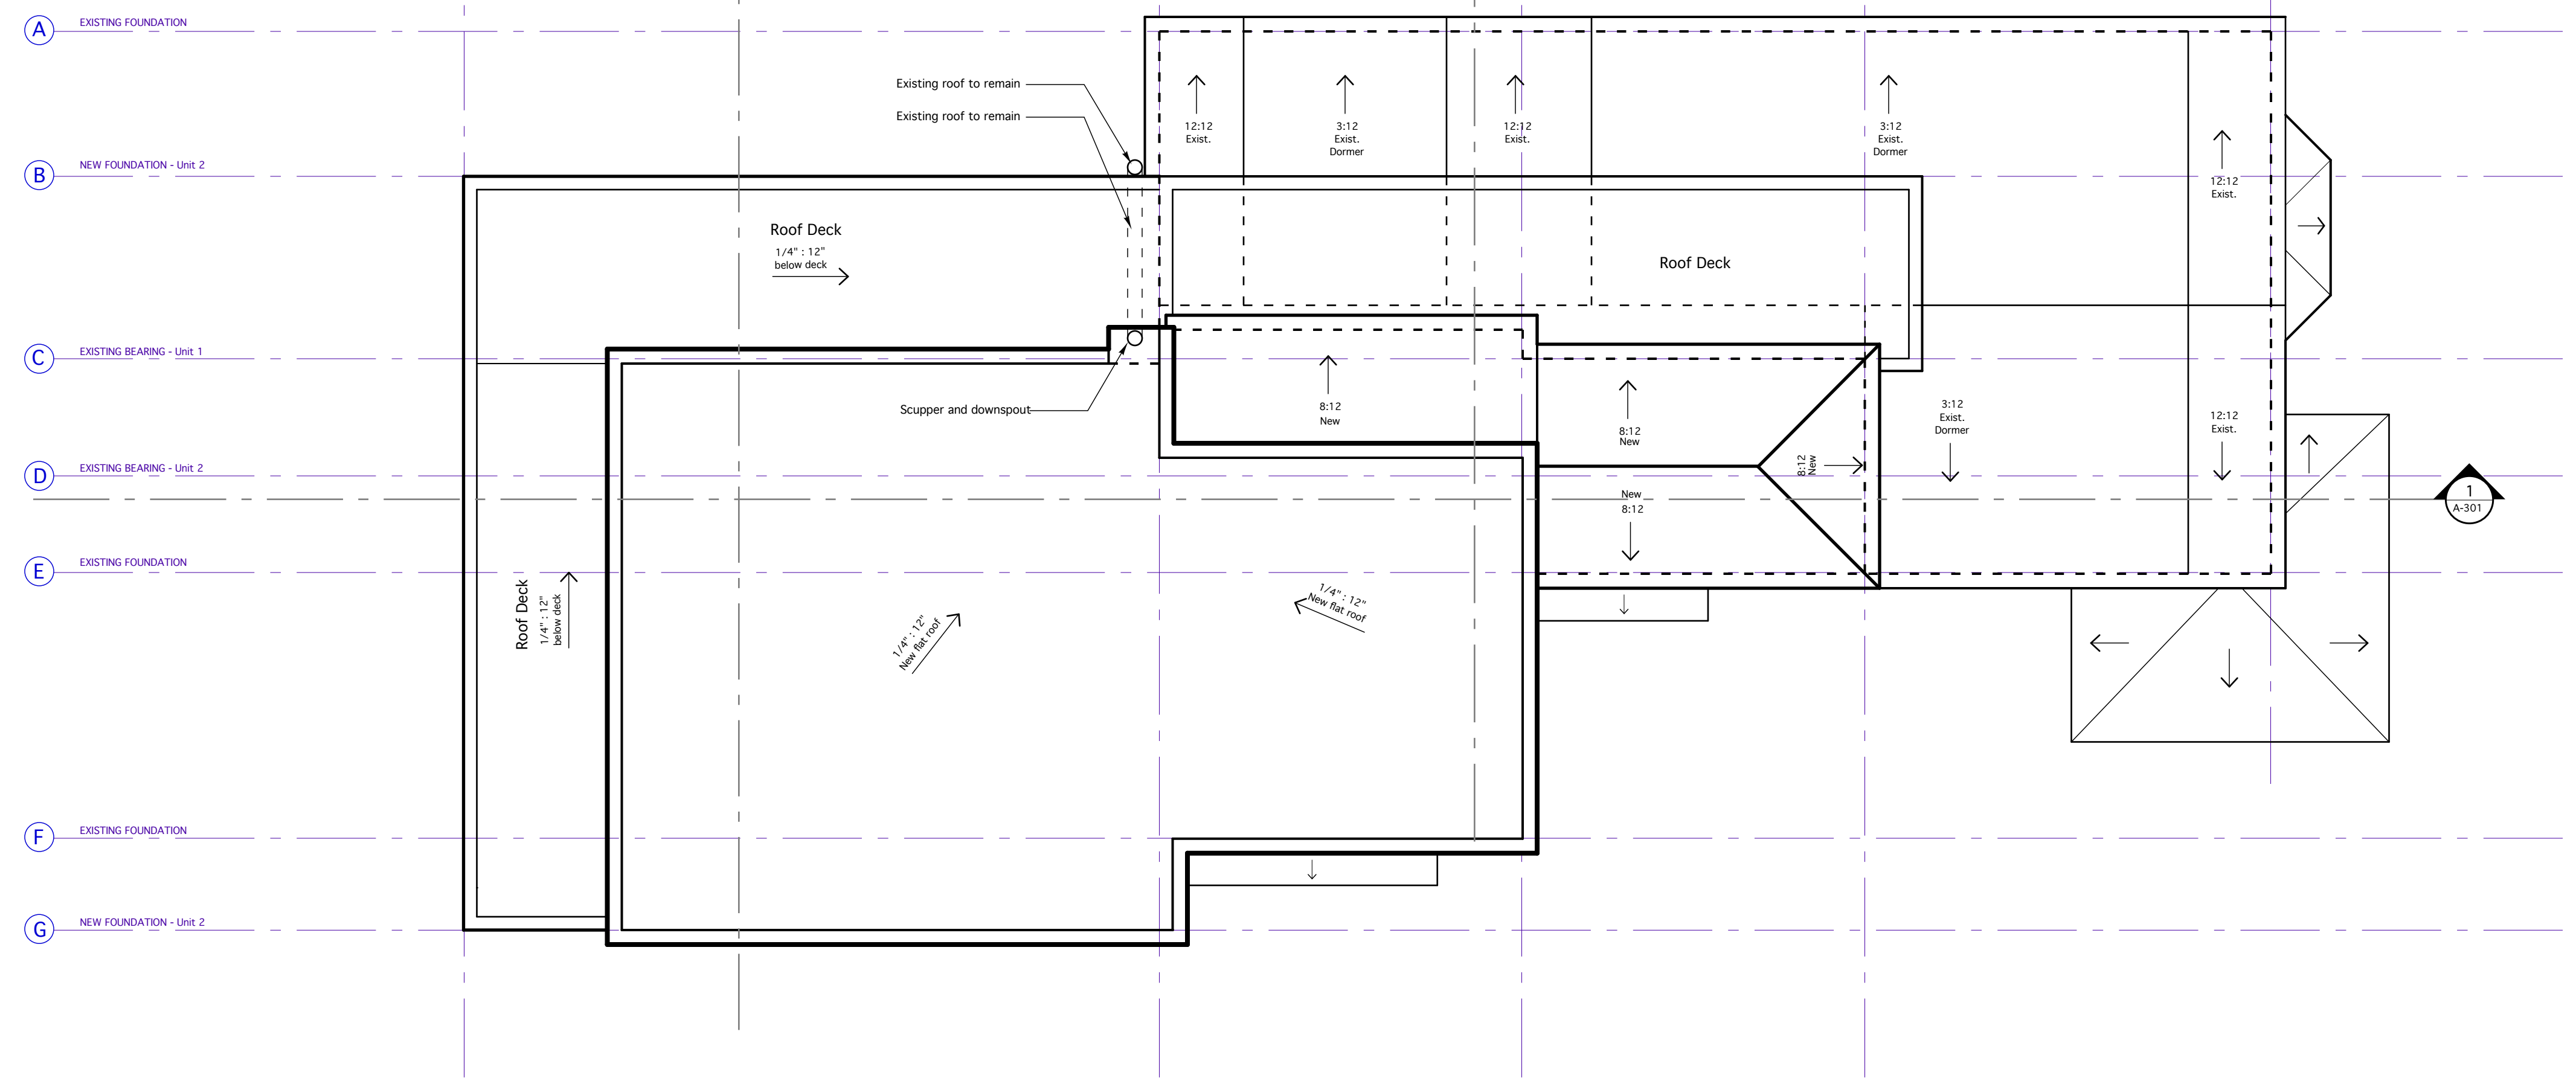 A
EXISTING FOUNDATION
Existing roof to remain
Existing roof to remain
12:12
Exist.
3:12
Exist.
Dormer
12:12
Exist.
3:12
Exist.
Dormer
12:12
Exist.
B
NEW FOUNDATION - Unit 2
Roof Deck
1/4" : 12"
below deck
Roof Deck
C
EXISTING BEARING - Unit 1
Scupper and downspout
8:12
New
8:12
New
3:12
Exist.
Dormer
12:12
Exist.
D
EXISTING BEARING - Unit 2
8:12
New
New
8:12
1
A-301
E
EXISTING FOUNDATION
Roof Deck
1/4" : 12"
below deck
1/4" : 12"
New flat roof
1/4" : 12"
New flat roof
F
EXISTING FOUNDATION
G
NEW FOUNDATION - Unit 2